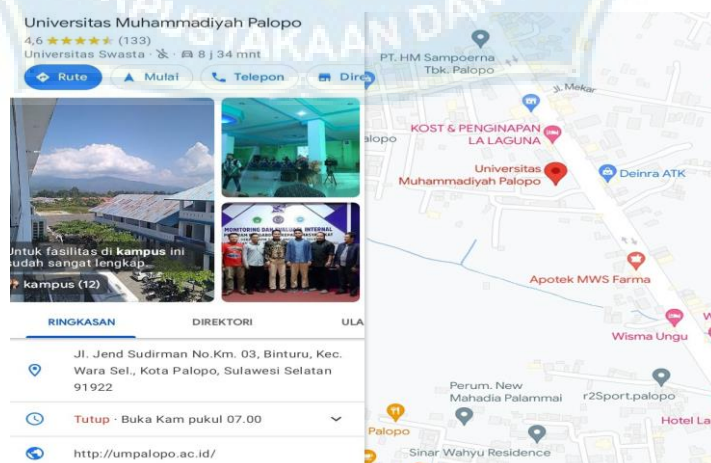 Universitas Muhammadiyah Palopo
4,6 ★★★★★ (133)
Universitas Swasta · 8 j 34 mnt
Rute
Mulai
Telepon
Dire
Untuk fasilitas di kampus ini
sudah sangat lengkap.
kampus (12)
MONITORING DAN EVALUASI INTERNAL
RINGKASAN
DIREKTORI
ULA
Jl. Jend Sudirman No.Km. 03, Binturu, Kec.
Wara Sel., Kota Palopo, Sulawesi Selatan
91922
Tutup · Buka Kam pukul 07.00
http://umpalopo.ac.id/
PT. HM Sampoerna
Tbk. Palopo
Jl. Mekar
alopo
KOST & PENGINAPAN
LA LAGUNA
Universitas
Muhammadiyah Palopo
Deinra ATK
Apotek MWS Farma
W
Wisma Ungu
Perum. New
Mahadia Palammai
r2Sport.palopo
Palopo
Hotel La
Sinar Wahyu Residence